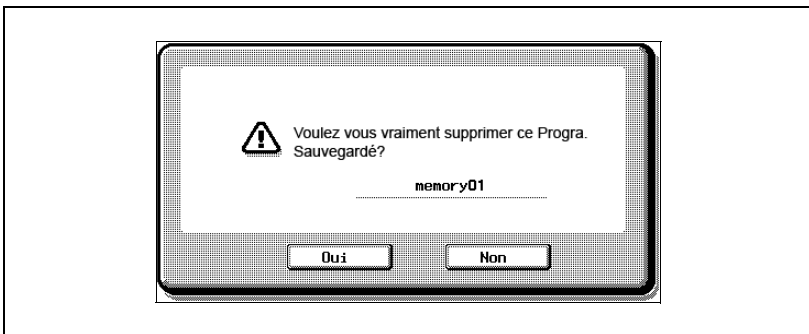 Voulez vous vraiment supprimer ce Progra.
Sauvegardé?
memory01
Oui
Non